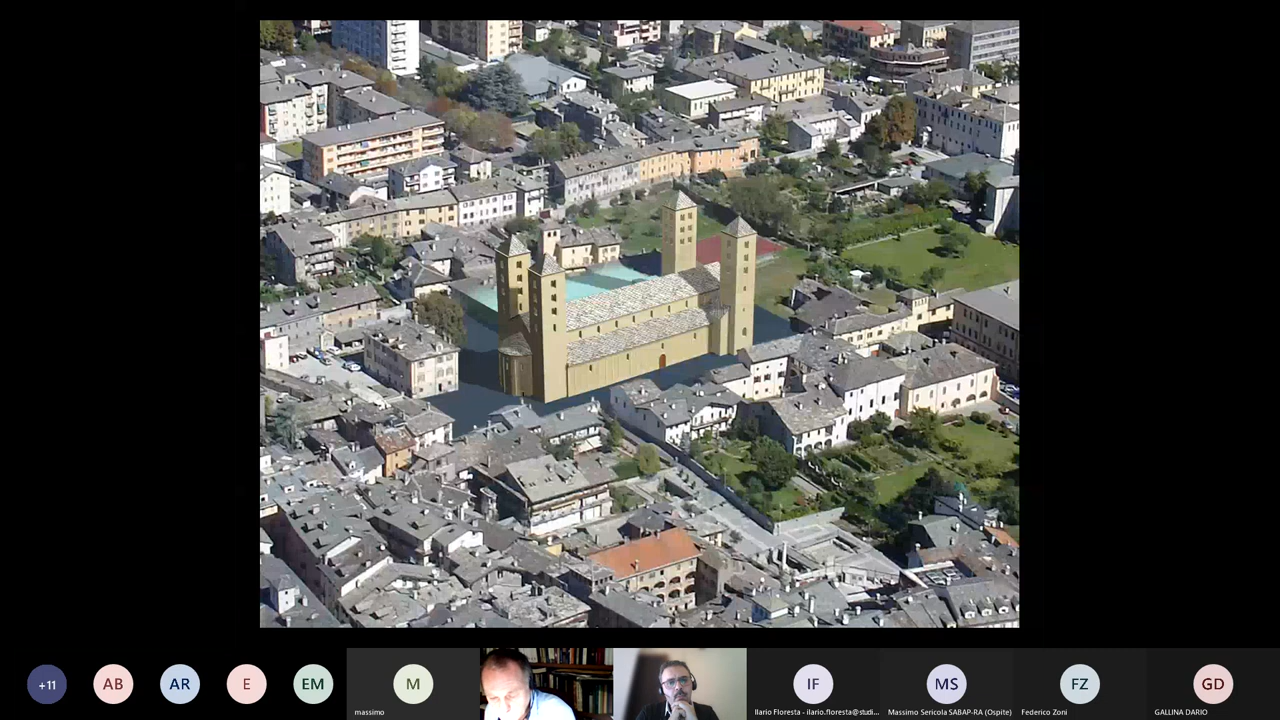 +11
AB
AR
E
EM
M
IF
MS
FZ
GD
massimo
Ilario Floresta - ilario.floresta@studi...
Massimo Sericola SABAP-RA (Ospite)
Federico Zoni
GALLINA DARIO